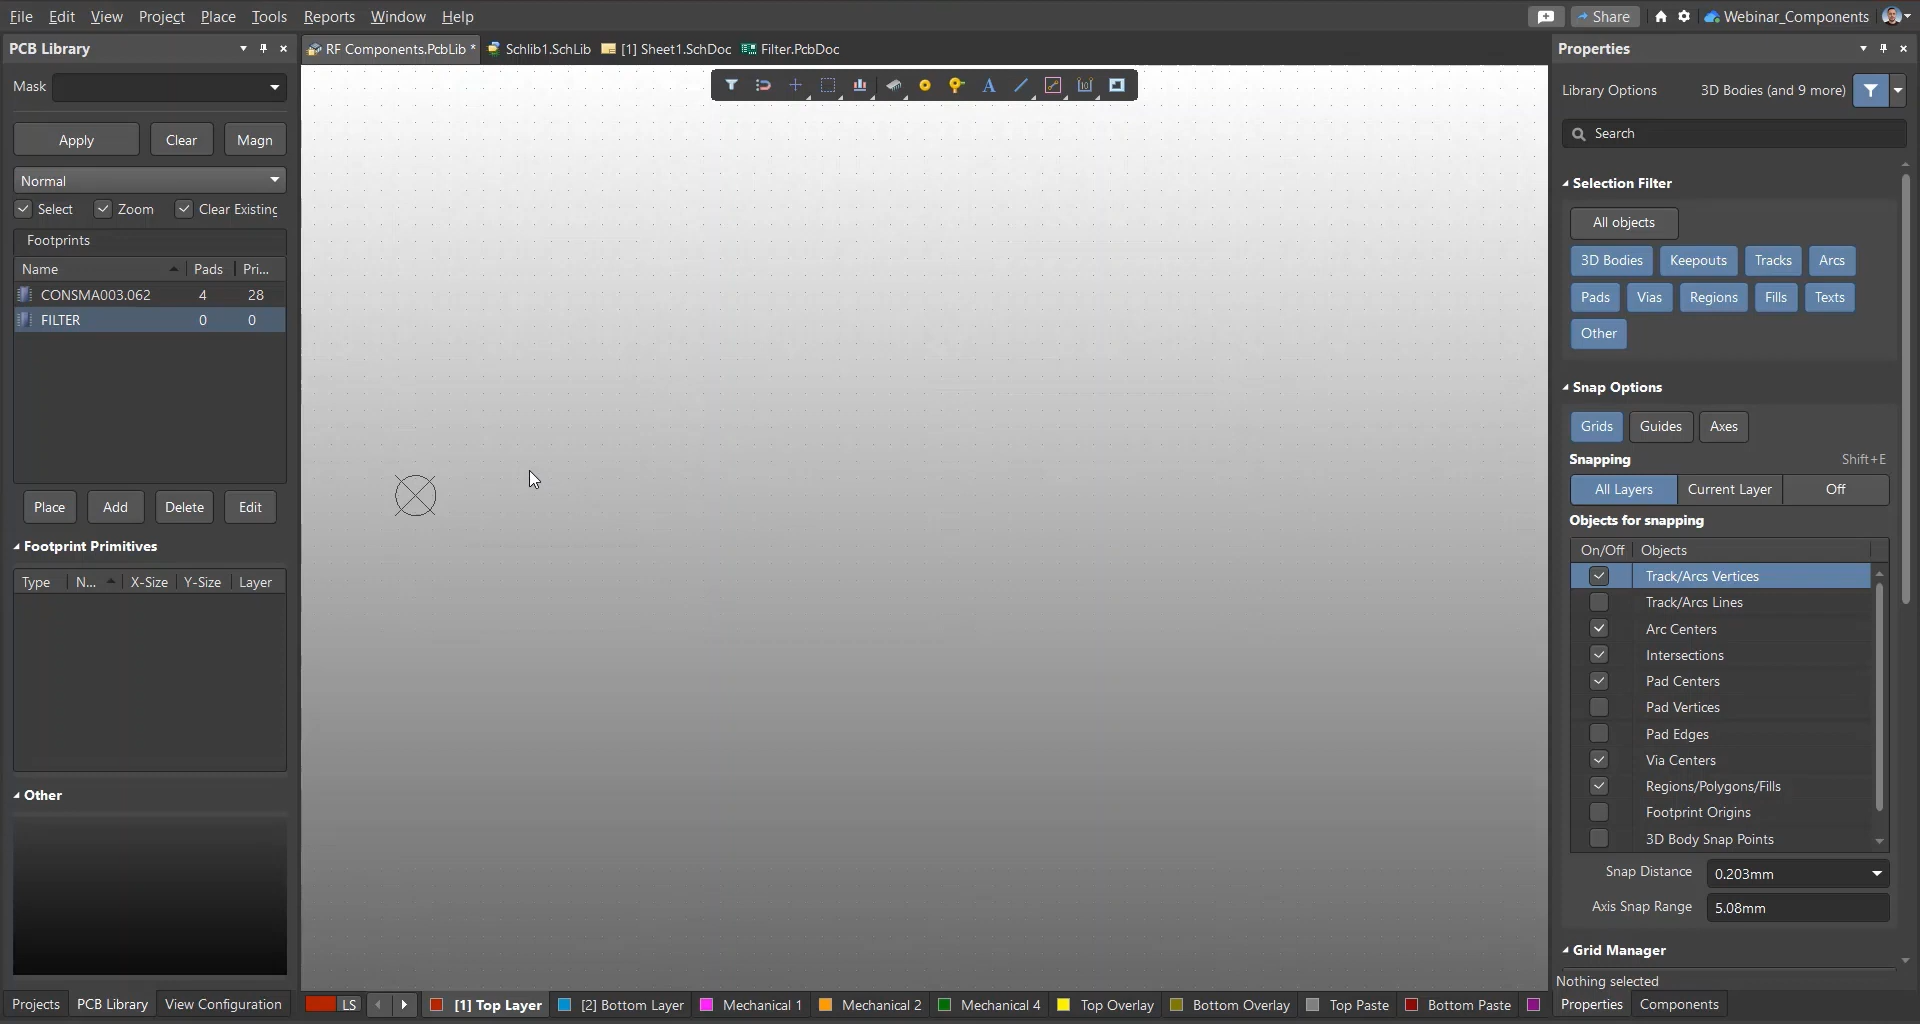 File Edit View Project Place Tools Reports Window Help
Share Webinar_Components
PCB Library
RF Components.PcbLib * Schlib1.SchLib [1] Sheet1.SchDoc Filter.PcbDoc
Properties
Mask
Library Options 3D Bodies (and 9 more)
Apply Clear Magn
Search
Normal
Select Zoom Clear Existing
Selection Filter
All objects
Footprints
3D Bodies Keepouts Tracks Arcs
Name Pads Pri...
CONSMA003.062 4 28
Pads Vias Regions Fills Texts
FILTER 0 0
Other
Snap Options
Grids Guides Axes
Snapping Shift+E
All Layers Current Layer Off
Place Add Delete Edit
Objects for snapping
Footprint Primitives
On/Off Objects
Type N... X-Size Y-Size Layer
Track/Arcs Vertices
Track/Arcs Lines
Arc Centers
Intersections
Pad Centers
Pad Vertices
Pad Edges
Via Centers
Regions/Polygons/Fills
Other
Footprint Origins
3D Body Snap Points
Snap Distance 0.203mm
Axis Snap Range 5.08mm
Grid Manager
Nothing selected
Projects PCB Library View Configuration
LS [1] Top Layer [2] Bottom Layer Mechanical 1 Mechanical 2 Mechanical 4 Top Overlay Bottom Overlay Top Paste Bottom Paste
Properties Components